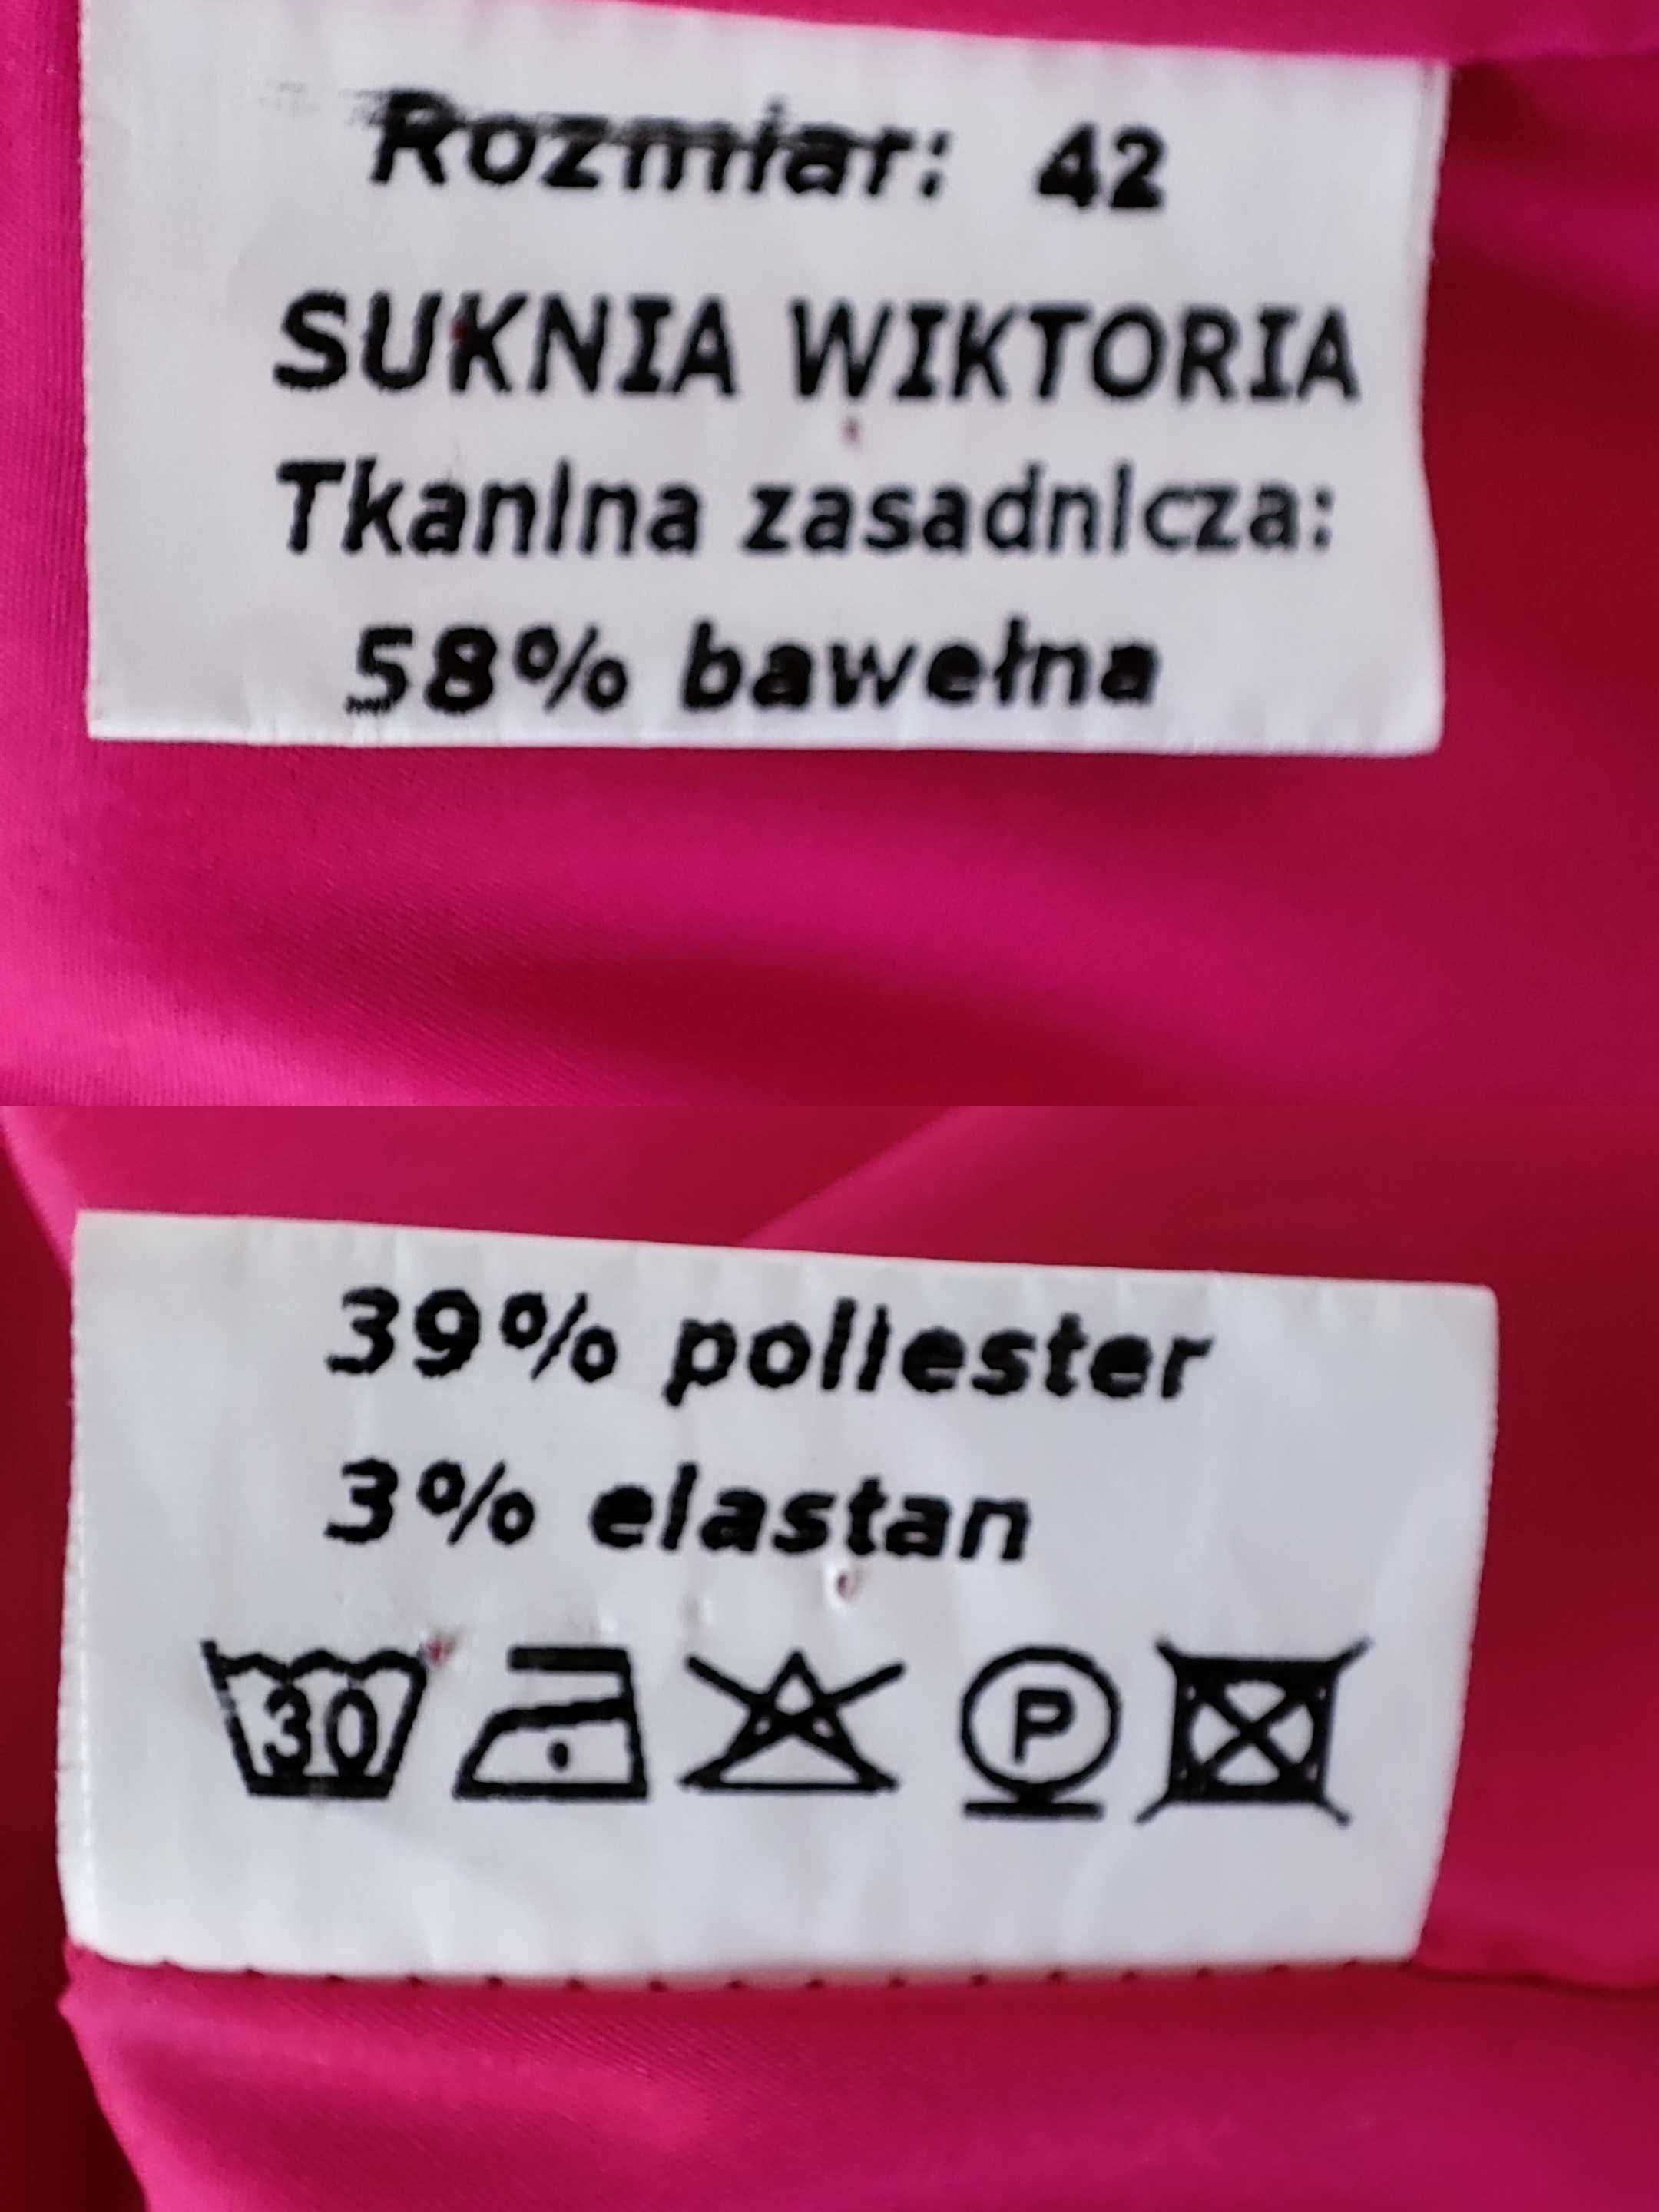 Rozmiar: 42
SUKNIA WIKTORIA
Tkanina zasadnicza:
58% bawełna
39% poliester
3% elastan
30
P